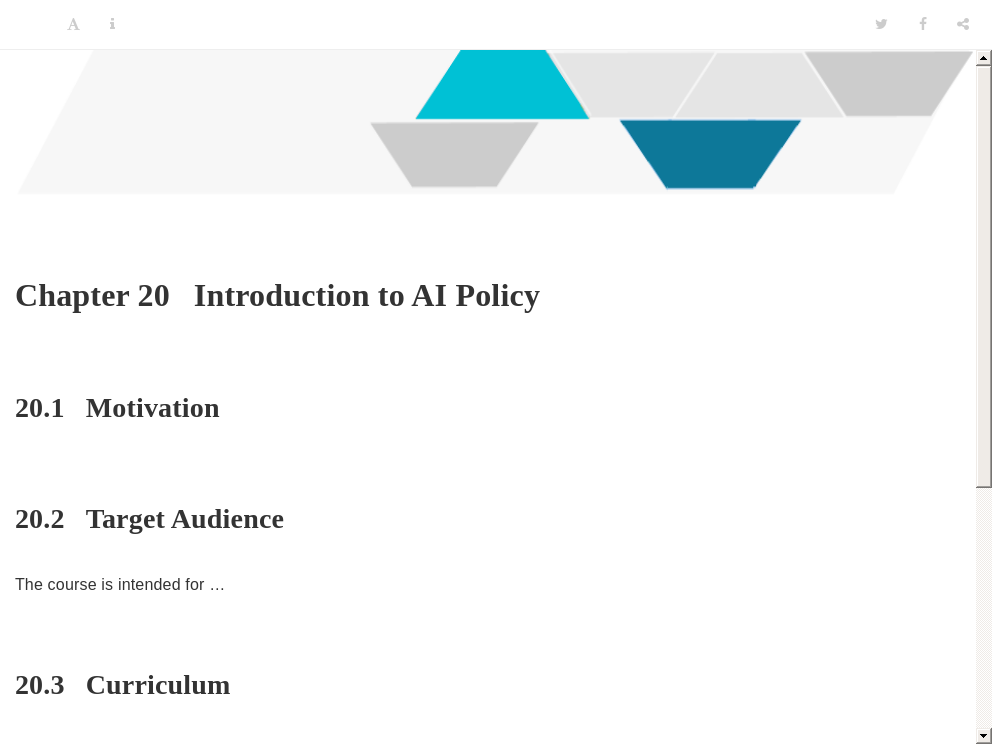 Chapter 20 Introduction to AI Policy
20.1 Motivation
20.2 Target Audience
The course is intended for …
20.3 Curriculum